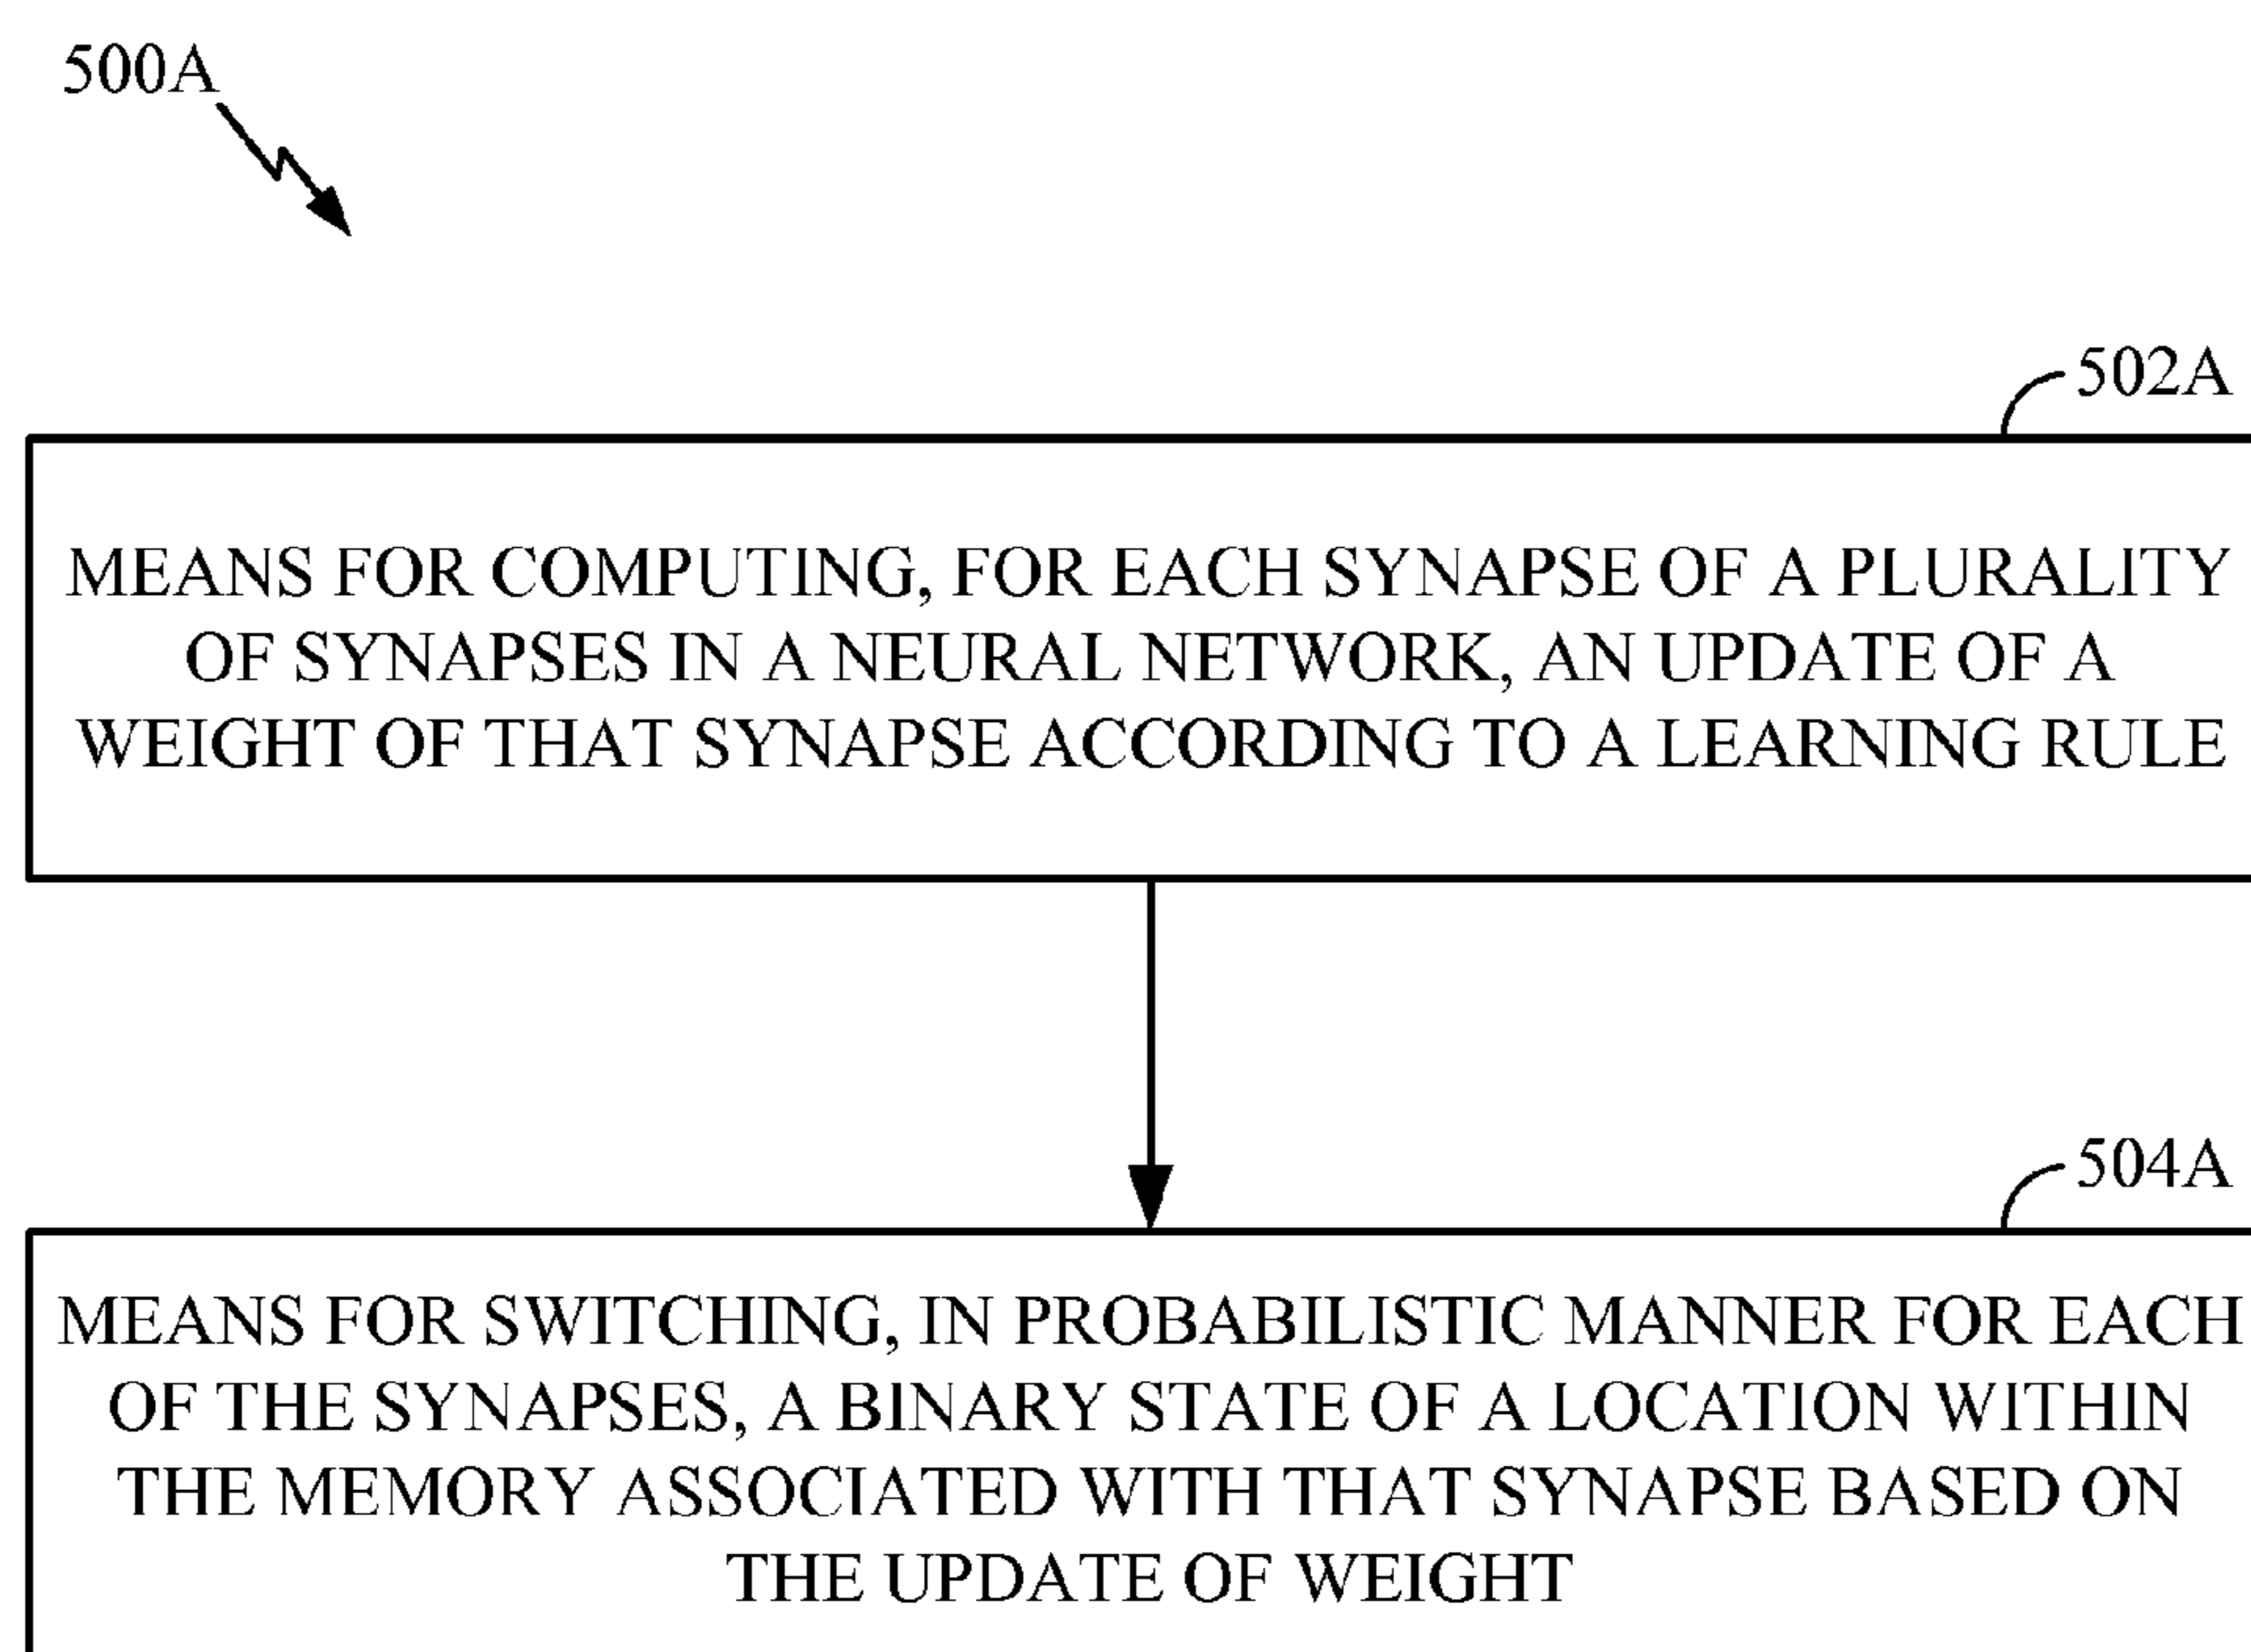 500A
502A
MEANS FOR COMPUTING, FOR EACH SYNAPSE OF A PLURALITY
OF SYNAPSES IN A NEURAL NETWORK, AN UPDATE OF A
WEIGHT OF THAT SYNAPSE ACCORDING TO A LEARNING RULE
504A
MEANS FOR SWITCHING, IN PROBABILISTIC MANNER FOR EACH
OF THE SYNAPSES, A BINARY STATE OF A LOCATION WITHIN
THE MEMORY ASSOCIATED WITH THAT SYNAPSE BASED ON
THE UPDATE OF WEIGHT